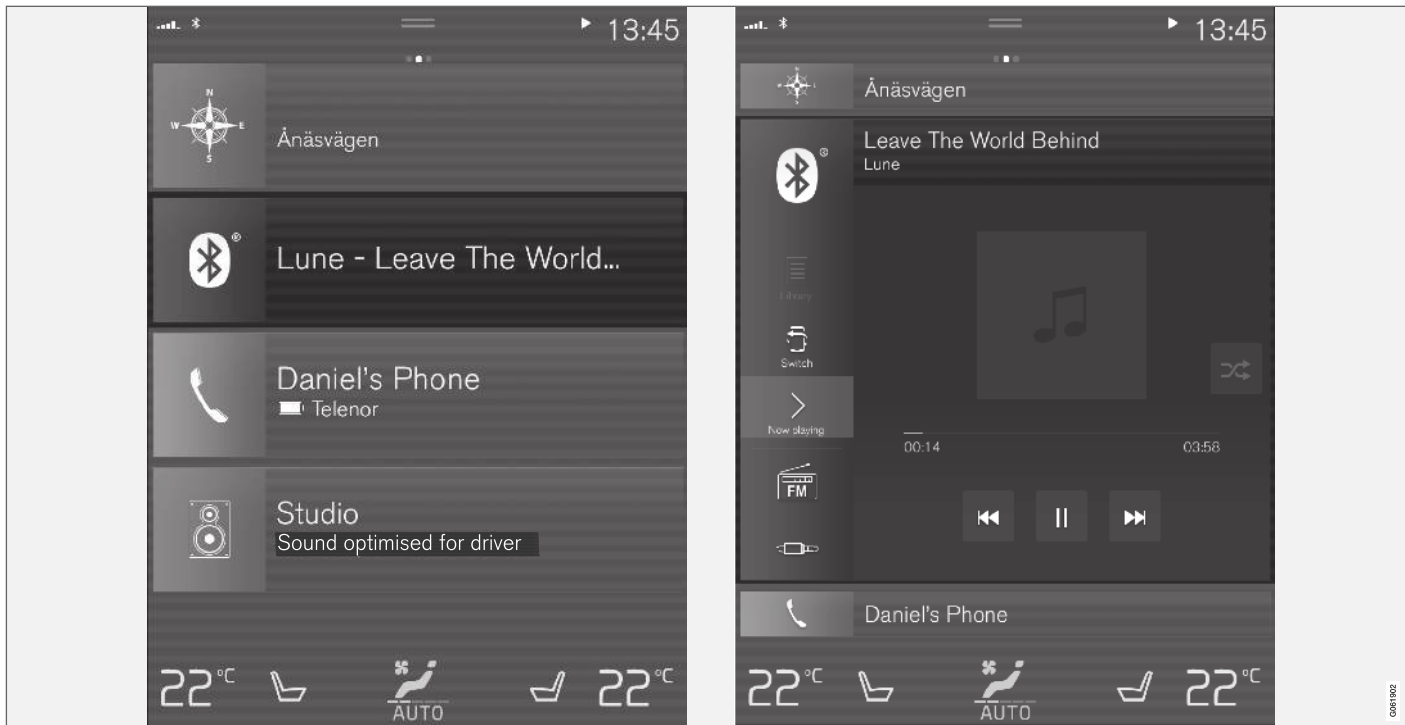 13:45
N
W E
S
Ånäsvägen
®
Lune - Leave The World...
Daniel's Phone
Telenor
Studio
Sound optimised for driver
22°C
AUTO
22°C
13:45
N
S
Ånäsvägen
®
Leave The World Behind
Lune
Library
Switch
Now playing
00:14
03:58
FM
Daniel's Phone
22°C
AUTO
22°C
G061902